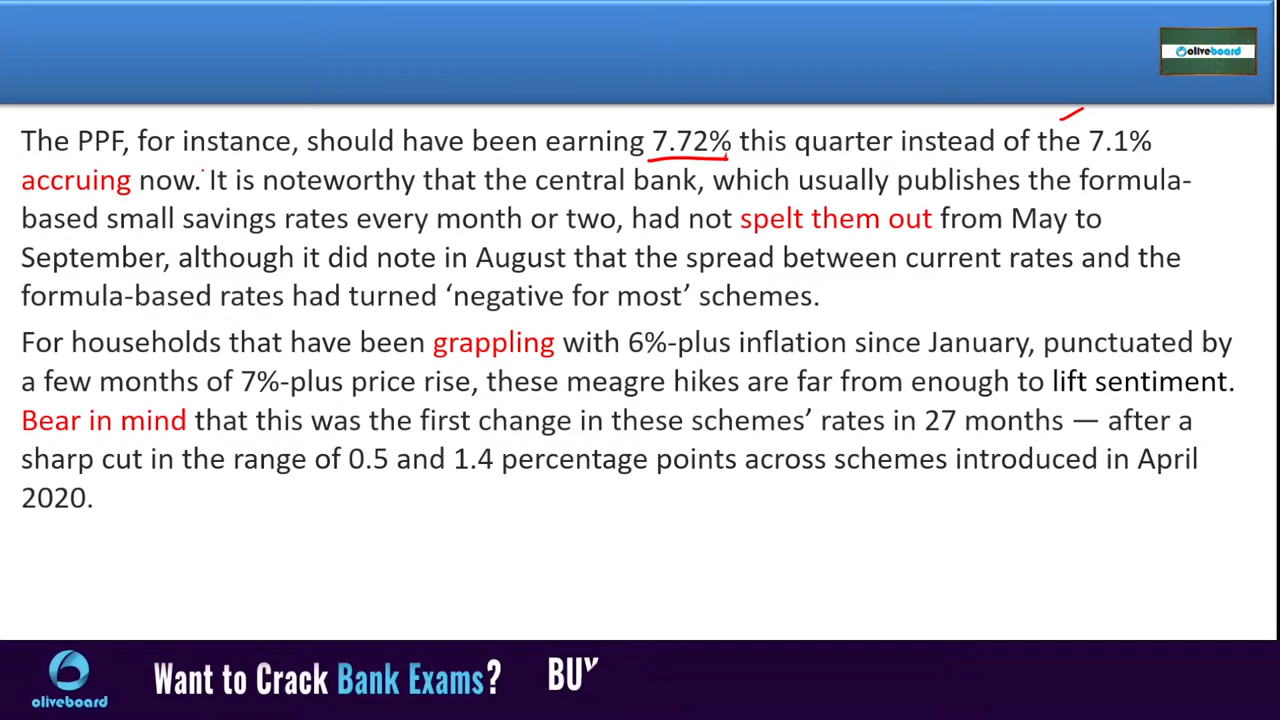 oliveboard
The PPF, for instance, should have been earning 7.72% this quarter instead of the 7.1%
accruing now. It is noteworthy that the central bank, which usually publishes the formula-
based small savings rates every month or two, had not spelt them out from May to
September, although it did note in August that the spread between current rates and the
formula-based rates had turned ‘negative for most’ schemes.
For households that have been grappling with 6%-plus inflation since January, punctuated by
a few months of 7%-plus price rise, these meagre hikes are far from enough to lift sentiment.
Bear in mind that this was the first change in these schemes’ rates in 27 months — after a
sharp cut in the range of 0.5 and 1.4 percentage points across schemes introduced in April
2020.
oliveboard
Want to Crack Bank Exams? BUY